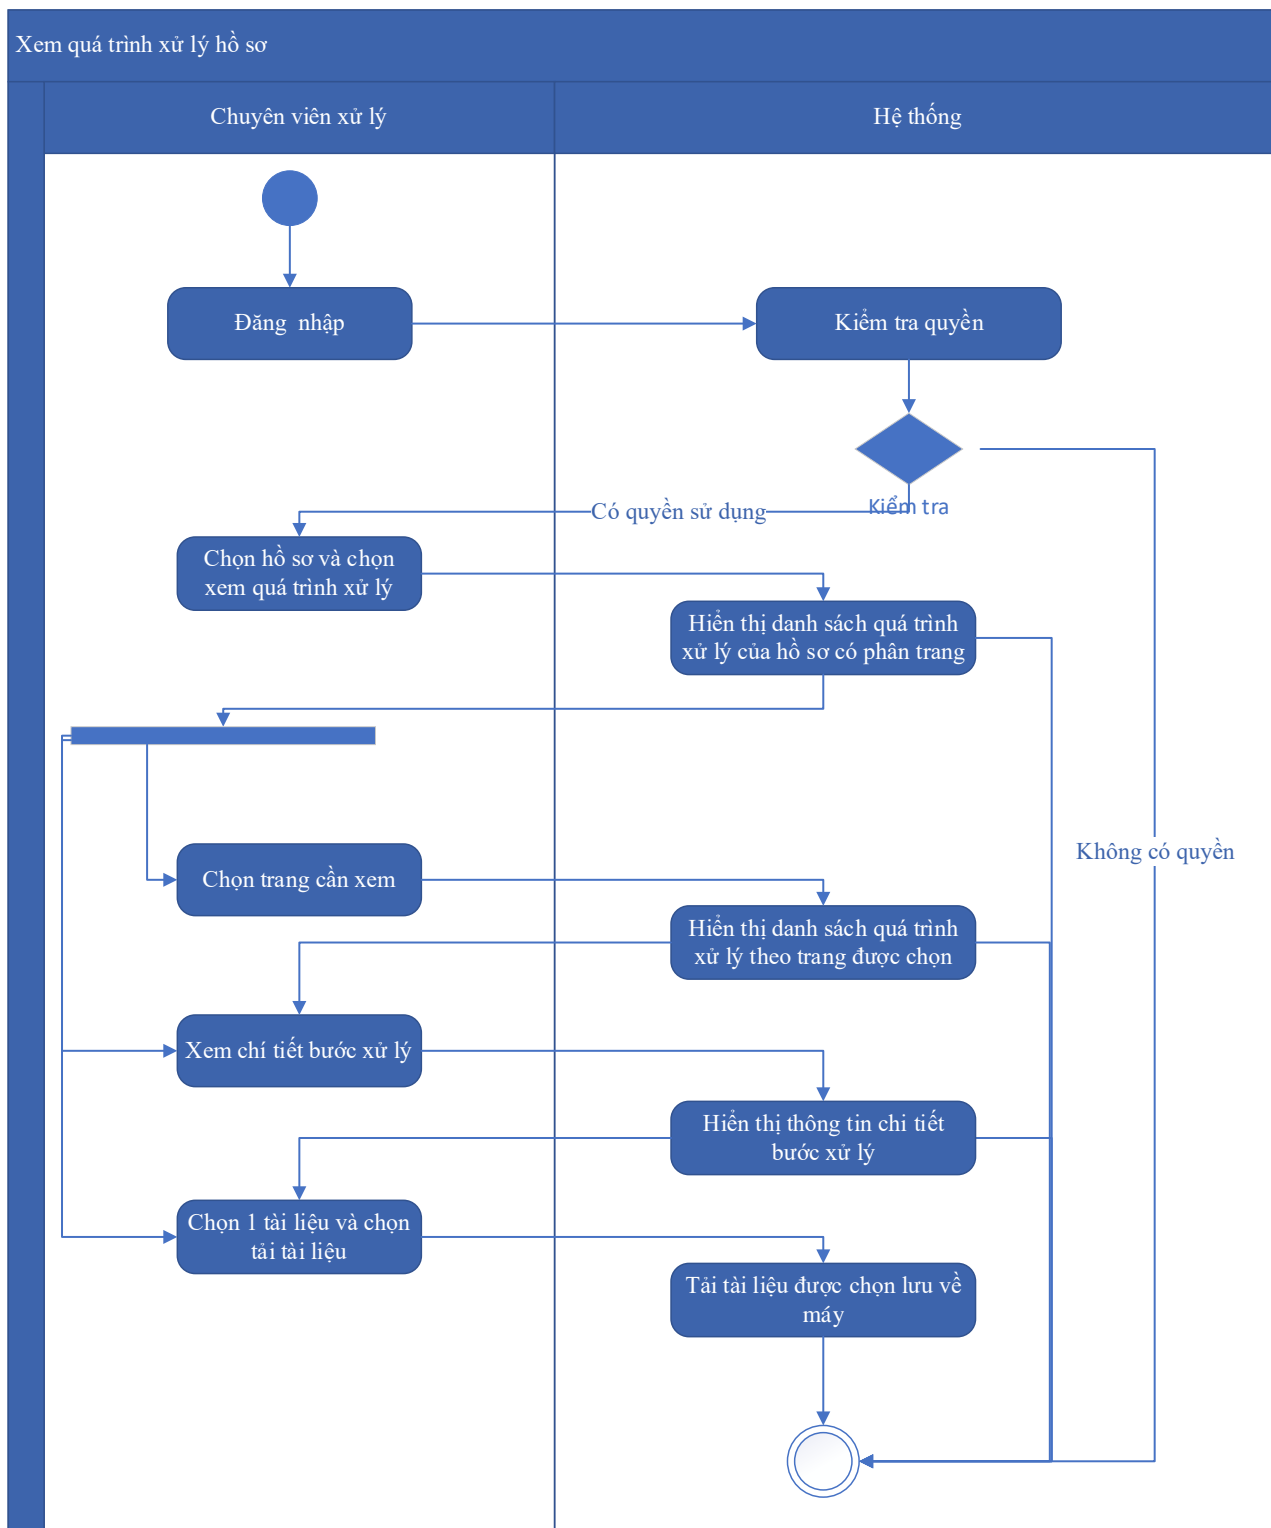 Xem quá trình xử lý hồ sơ
Chuyên viên xử lý
Hệ thống
Đăng nhập
Kiểm tra quyền
Kiểm tra
Có quyền sử dụng
Chọn hồ sơ và chọn
xem quá trình xử lý
Hiển thị danh sách quá trình
xử lý của hồ sơ có phân trang
Không có quyền
Chọn trang cần xem
Hiển thị danh sách quá trình
xử lý theo trang được chọn
Xem chí tiết bước xử lý
Hiển thị thông tin chi tiết
bước xử lý
Chọn 1 tài liệu và chọn
tải tài liệu
Tải tài liệu được chọn lưu về
máy